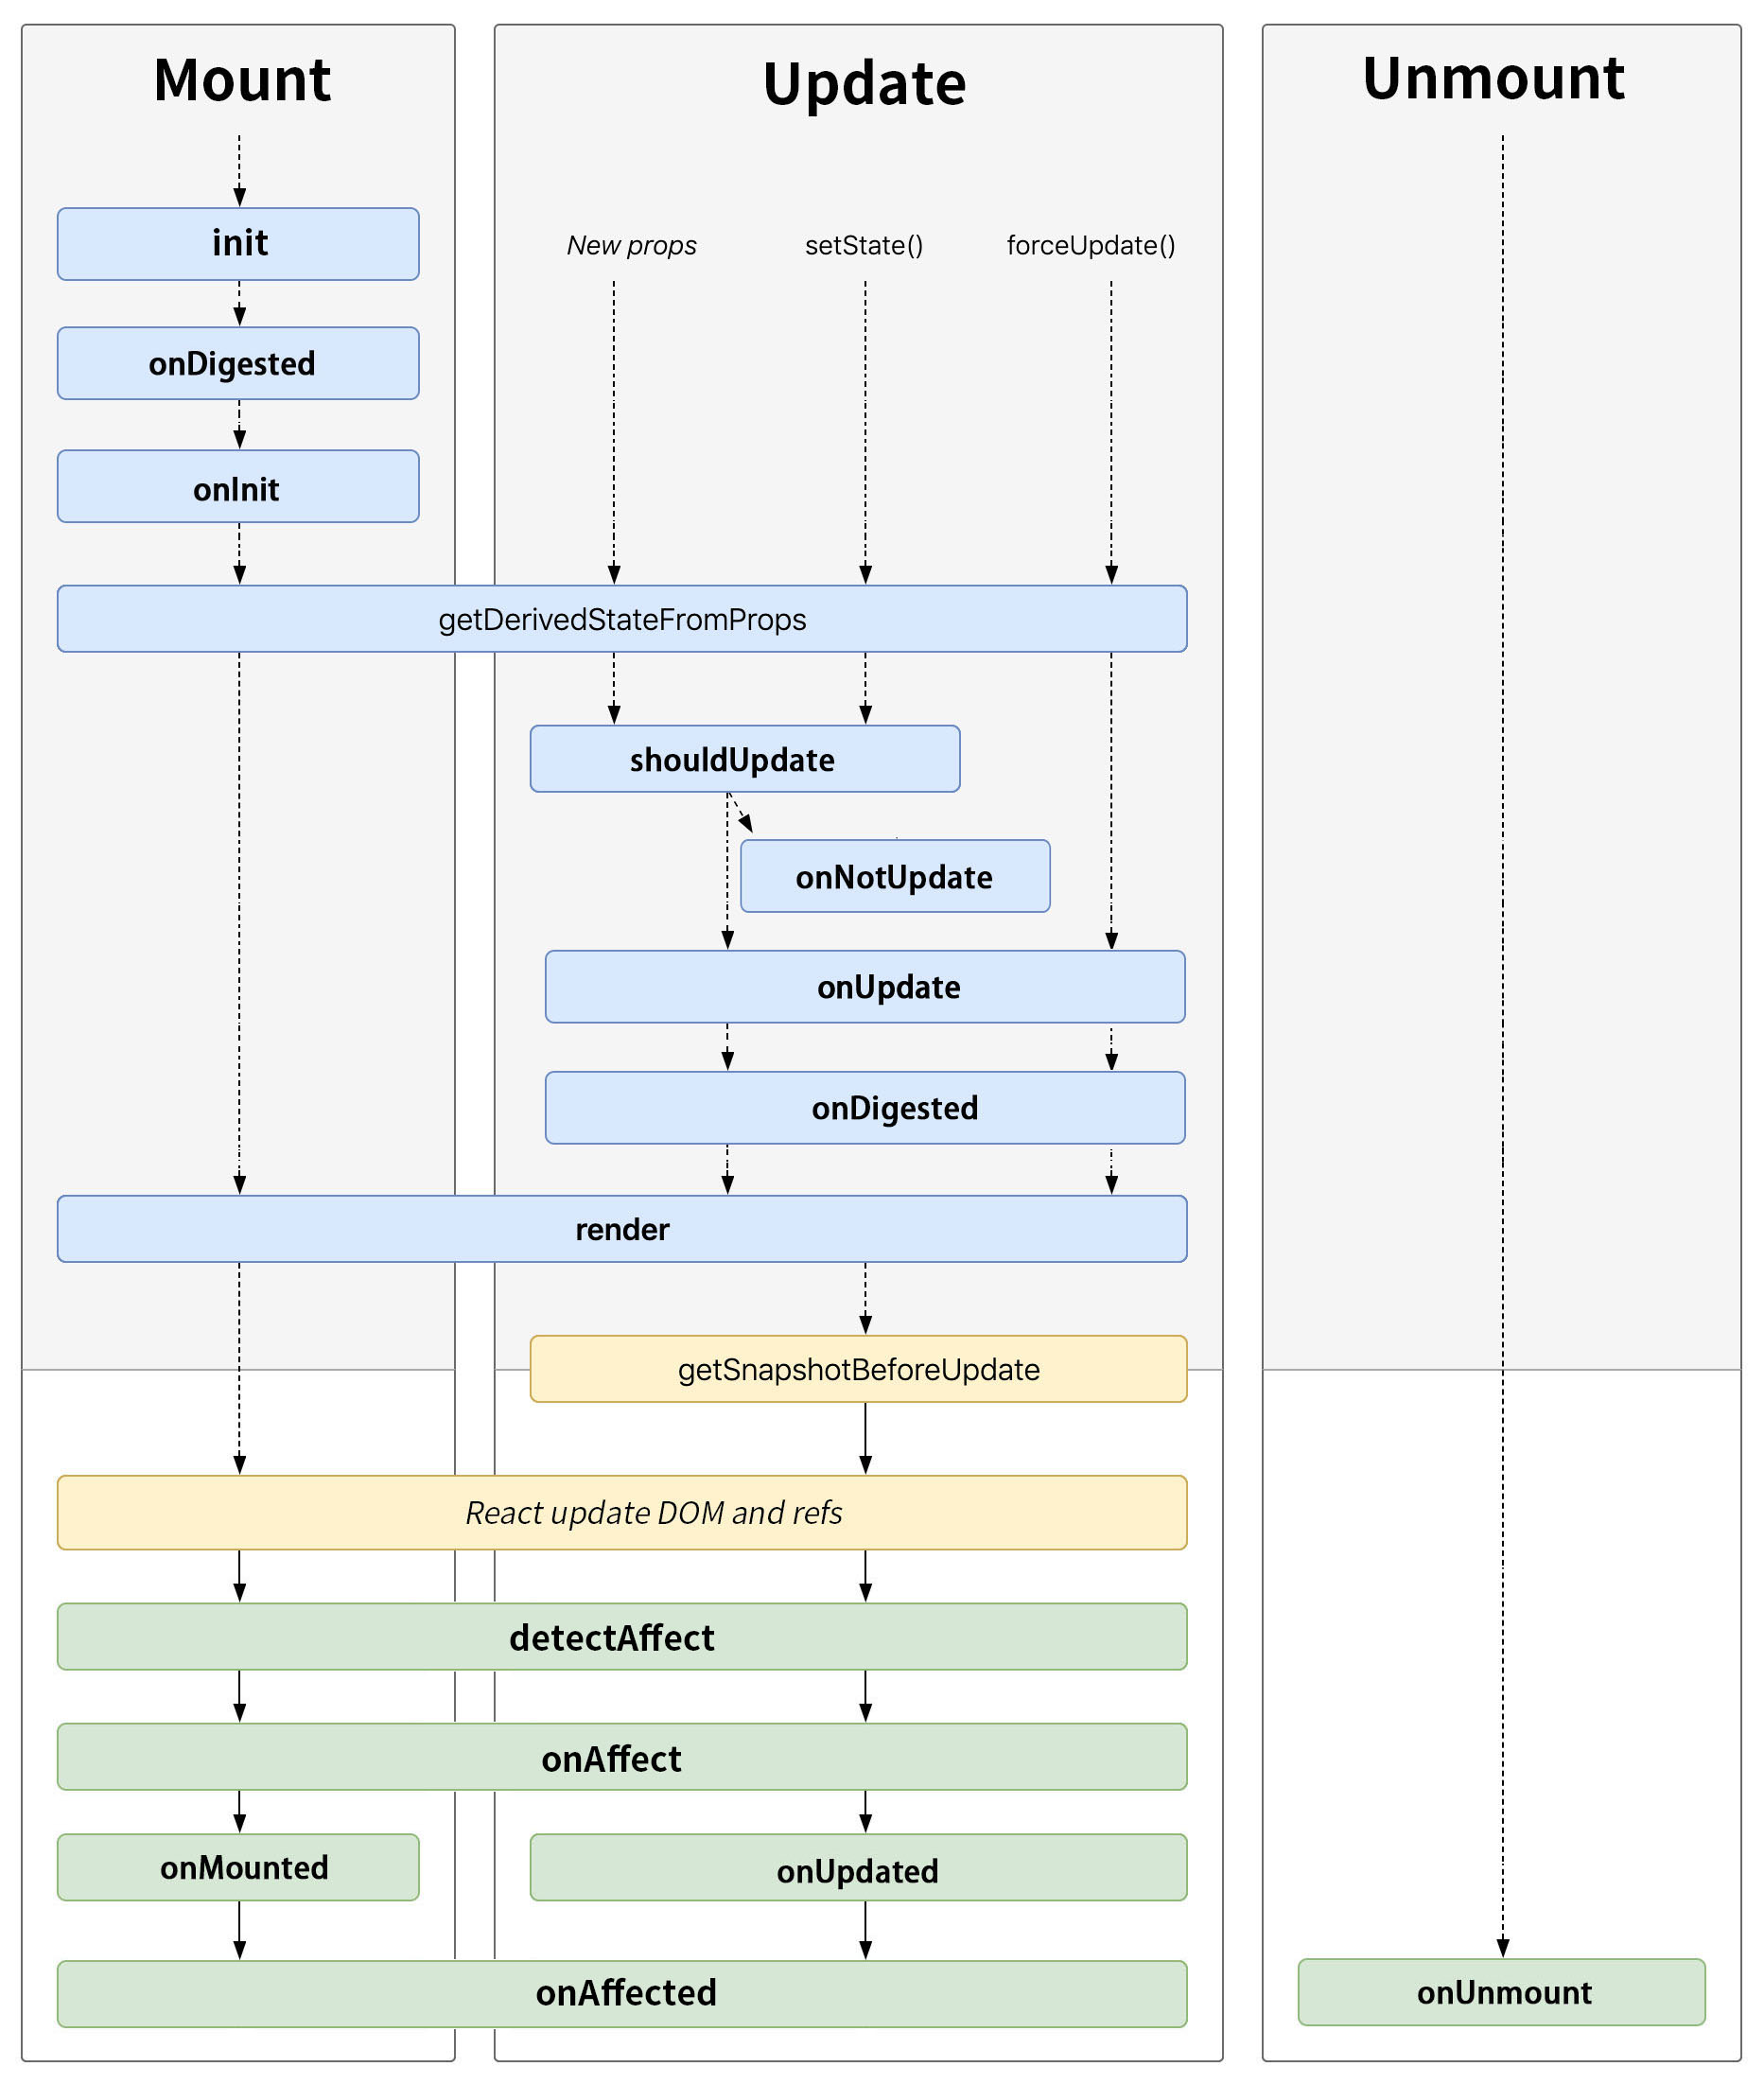 Mount
Update
Unmount
init
New props
setState()
forceUpdate()
onDigested
onInit
getDerivedStateFromProps
shouldUpdate
onNotUpdate
onUpdate
onDigested
render
getSnapshotBeforeUpdate
React update DOM and refs
detectAffect
onAffect
onMounted
onUpdated
onAffected
onUnmount